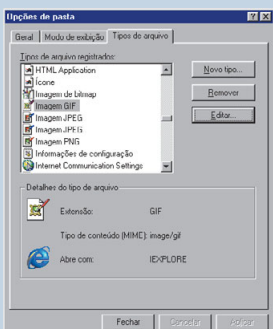 Opções de pasta
Geral Modo de exibição Tipos de arquivo
Tipos de arquivo registrados:
HTML Application
Ícone
Imagem de bitmap
Imagem GIF
Imagem JPEG
Imagem JPEG
Imagem PNG
Informações de configuração
Internet Communication Settings
Novo tipo...
Remover
Editar...
Detalhes do tipo de arquivo
Extensão: GIF
Tipo de conteúdo (MIME): image/gif
Abre com: IEXPLORE
Fechar Cancelar Aplicar